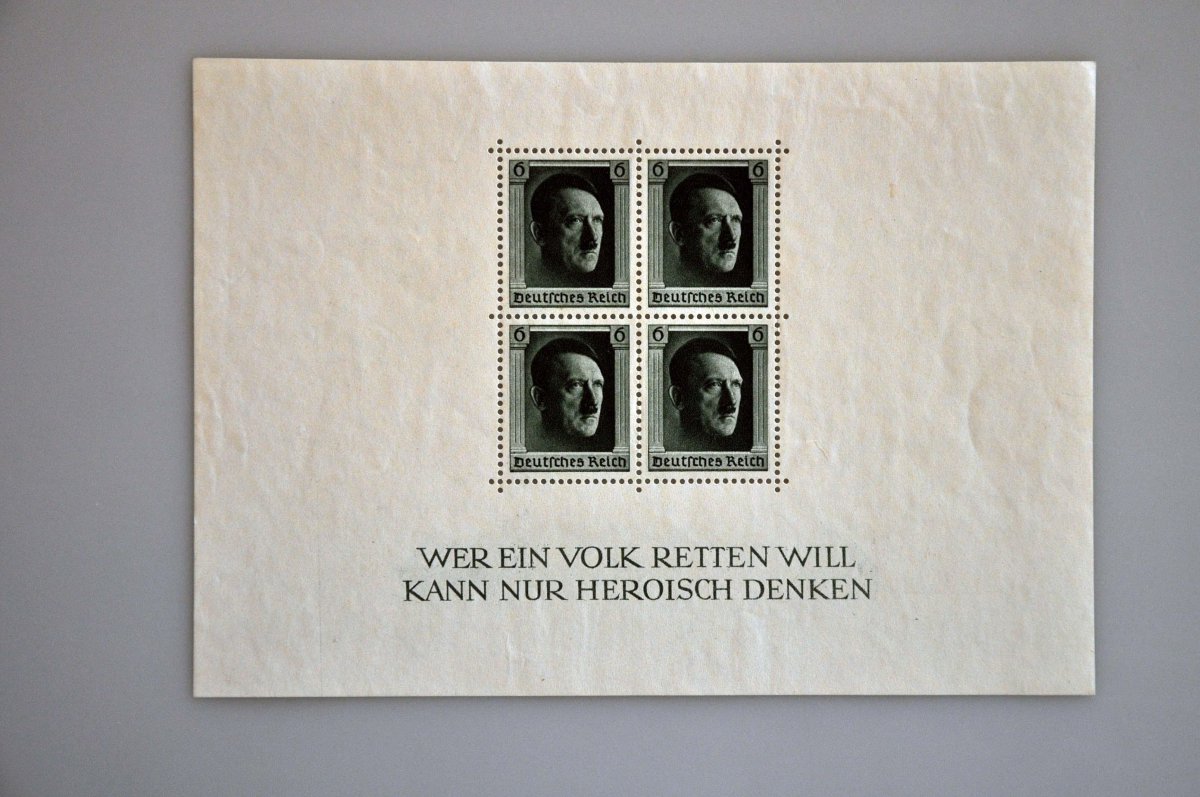 6 6 6 6
Deutsches Reich Deutsches Reich
6 6 6 6
Deutsches Reich Deutsches Reich
WER EIN VOLK RETTEN WILL
KANN NUR HEROISCH DENKEN